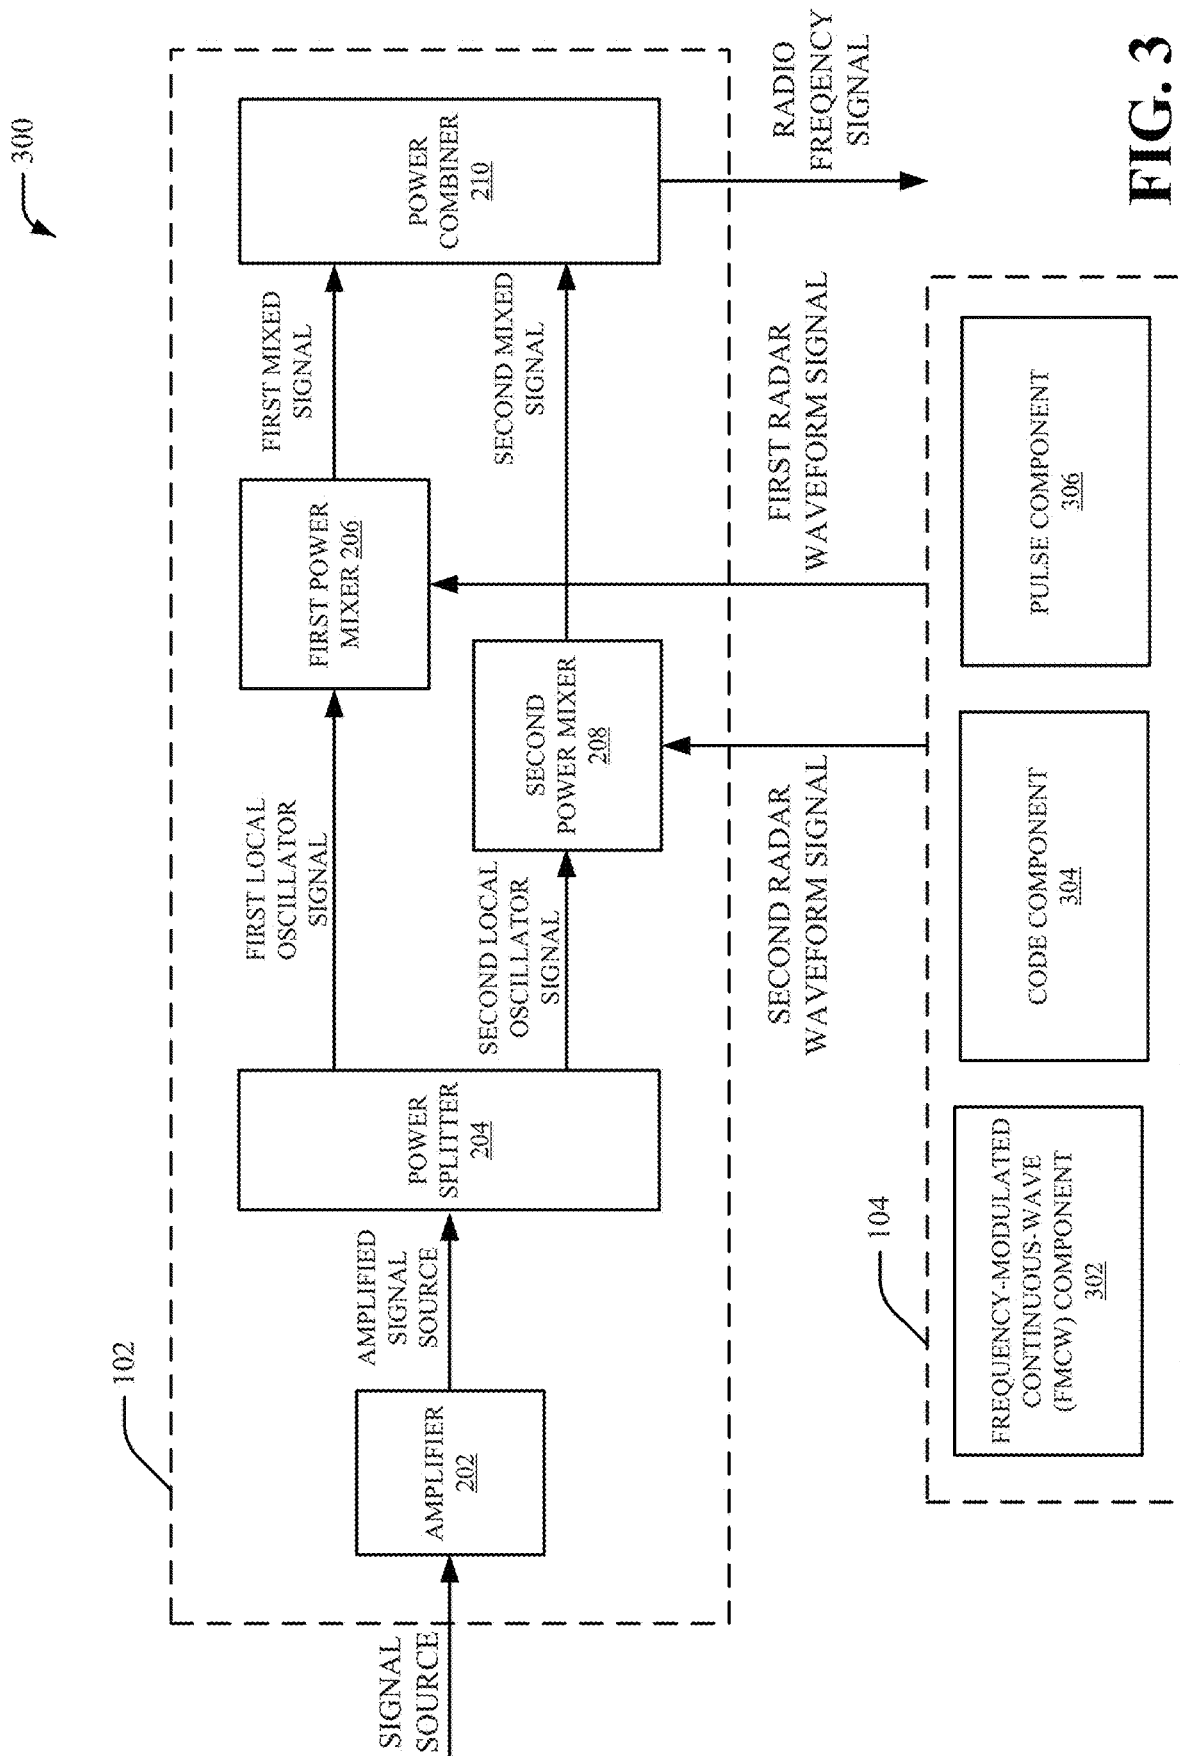 300
102
SIGNAL
SOURCE
AMPLIFIER
202
AMPLIFIED
SIGNAL
SOURCE
POWER
SPLITTER
204
FIRST LOCAL
OSCILLATOR
SIGNAL
SECOND LOCAL
OSCILLATOR
SIGNAL
FIRST POWER
MIXER 206
SECOND
POWER MIXER
208
FIRST MIXED
SIGNAL
SECOND MIXED
SIGNAL
POWER
COMBINER
210
RADIO
FREQENCY
SIGNAL
SECOND RADAR
WAVEFORM SIGNAL
FIRST RADAR
WAVEFORM SIGNAL
104
FREQUENCY-MODULATED
CONTINUOUS-WAVE
(FMCW) COMPONENT
302
CODE COMPONENT
304
PULSE COMPONENT
306
FIG. 3